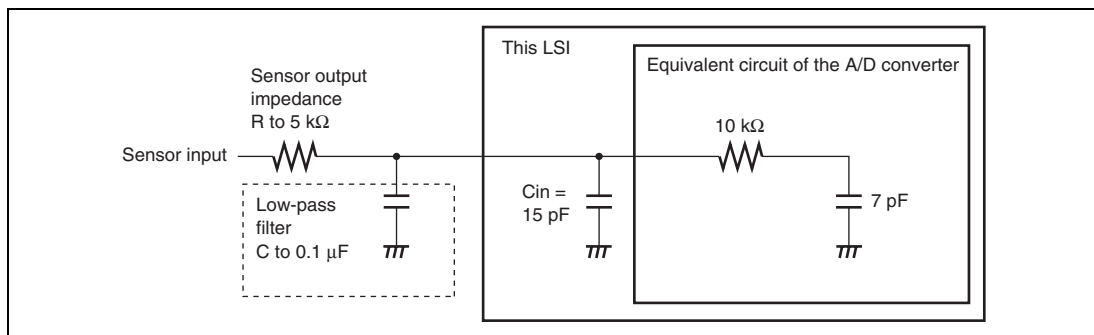 This LSI
Equivalent circuit of the A/D converter
Sensor output
impedance
R to 5 kΩ
10 kΩ
Sensor input
Low-pass
filter
C to 0.1 μF
Cin =
15 pF
7 pF